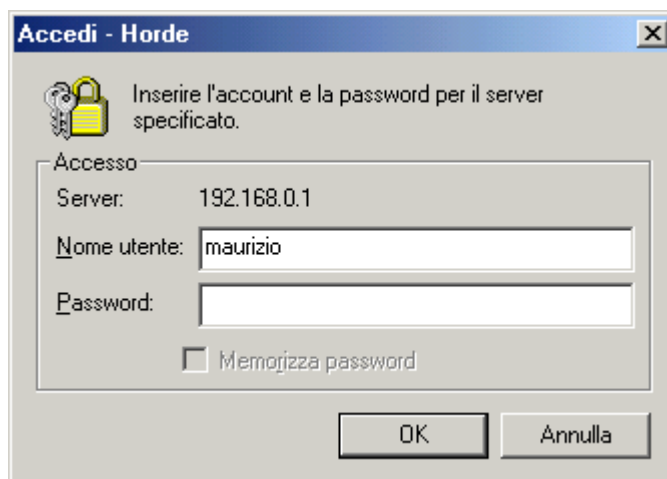 Accedi - Horde
Inserire l'account e la password per il server
specificato.
Accesso
Server: 192.168.0.1
Nome utente: maurizio
Password:
Memorizza password
OK Annulla